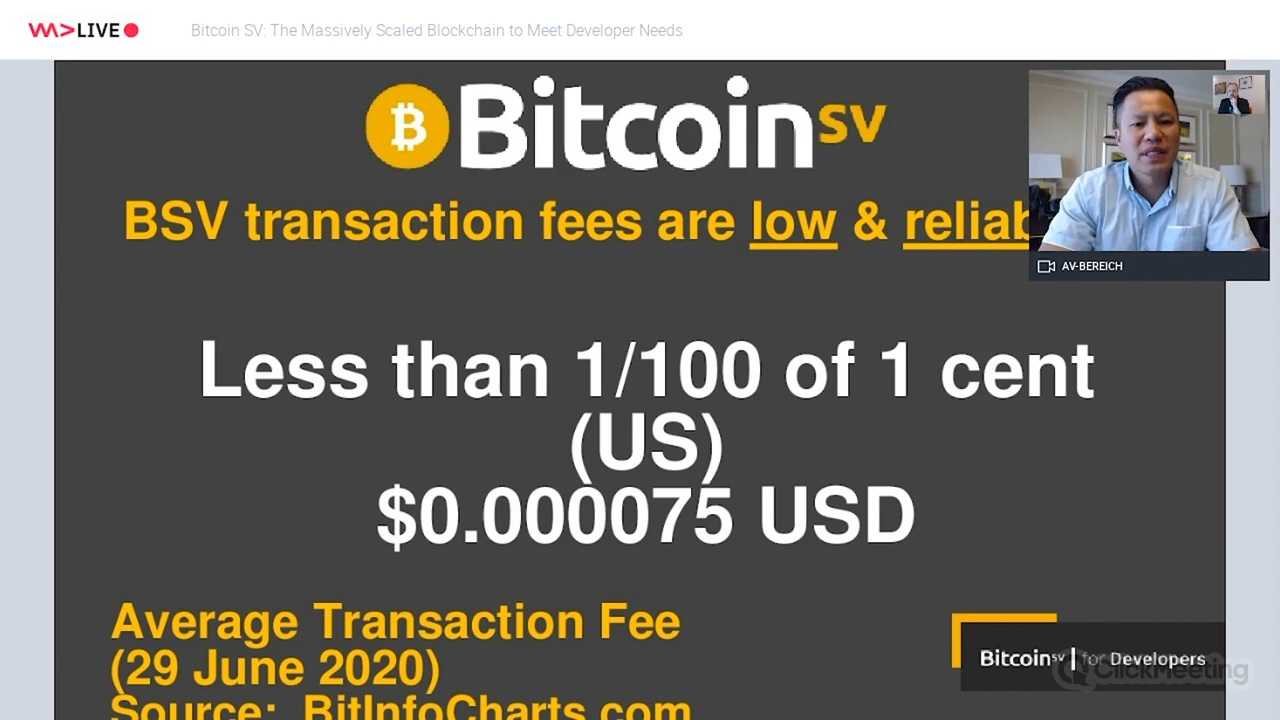 LIVE
Bitcoin SV: The Massively Scaled Blockchain to Meet Developer Needs
Bitcoin SV
BSV transaction fees are low & reliab
AV-BEREICH
Less than 1/100 of 1 cent
(US)
$0.000075 USD
Average Transaction Fee
(29 June 2020)
Source: BitInfoCharts.com
Bitcoin SV | for Developers
ClickMeeting